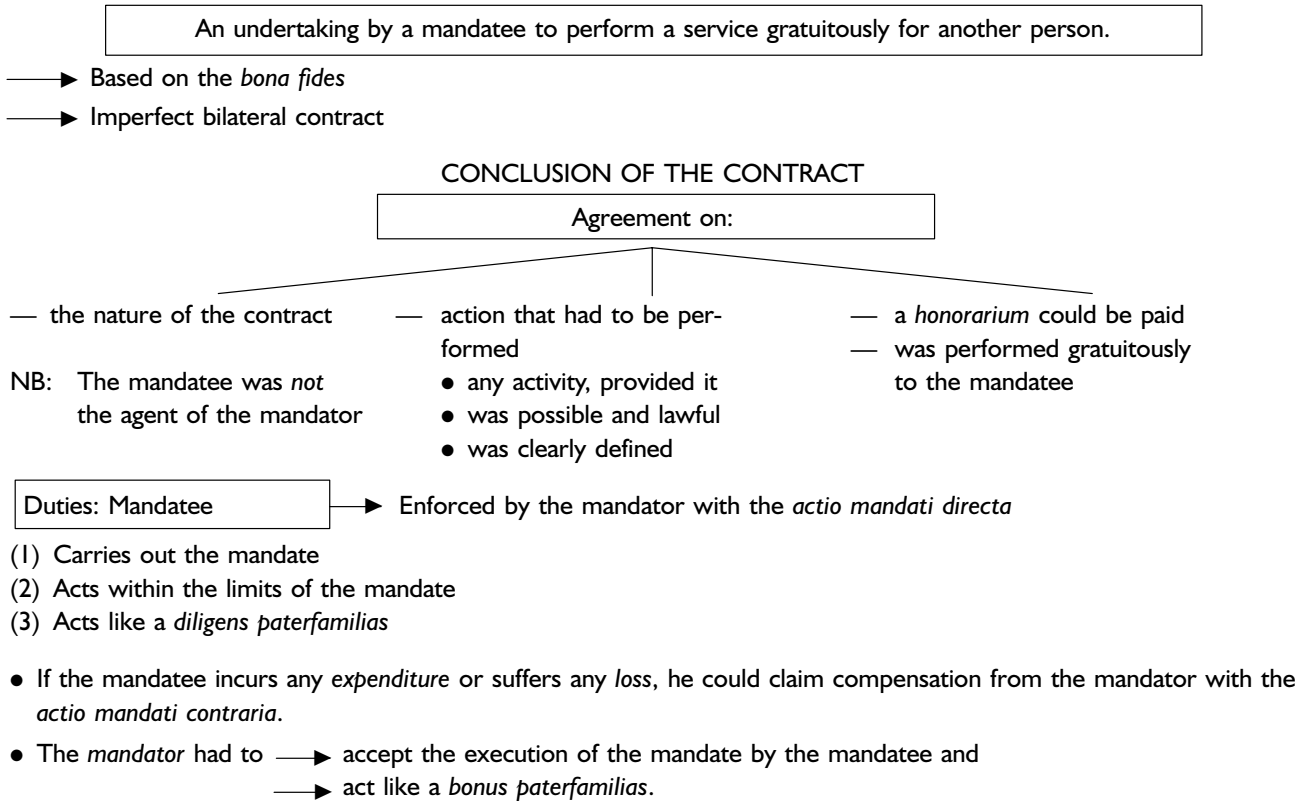 An undertaking by a mandatee to perform a service gratuitously for another person.
Based on the bona fides
Imperfect bilateral contract
CONCLUSION OF THE CONTRACT
Agreement on:
— the nature of the contract
NB: The mandatee was not
the agent of the mandator
— action that had to be per-
formed
• any activity, provided it
• was possible and lawful
• was clearly defined
— a honorarium could be paid
— was performed gratuitously
to the mandatee
Duties: Mandatee
Enforced by the mandator with the actio mandati directa
(1) Carries out the mandate
(2) Acts within the limits of the mandate
(3) Acts like a diligens paterfamilias
• If the mandatee incurs any expenditure or suffers any loss, he could claim compensation from the mandator with the
actio mandati contraria.
• The mandator had to
accept the execution of the mandate by the mandatee and
act like a bonus paterfamilias.